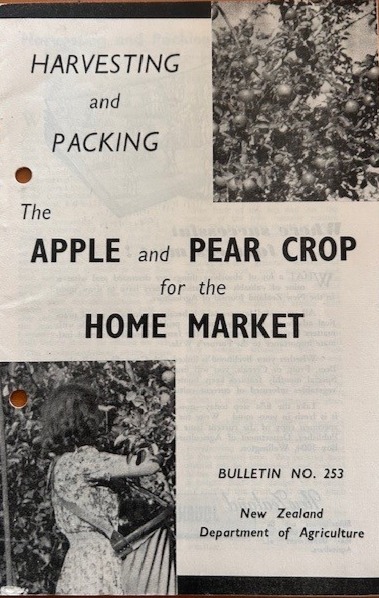 HARVESTING
and
PACKING
The
APPLE and PEAR CROP
for the
HOME MARKET
BULLETIN NO. 253
New Zealand
Department of Agriculture